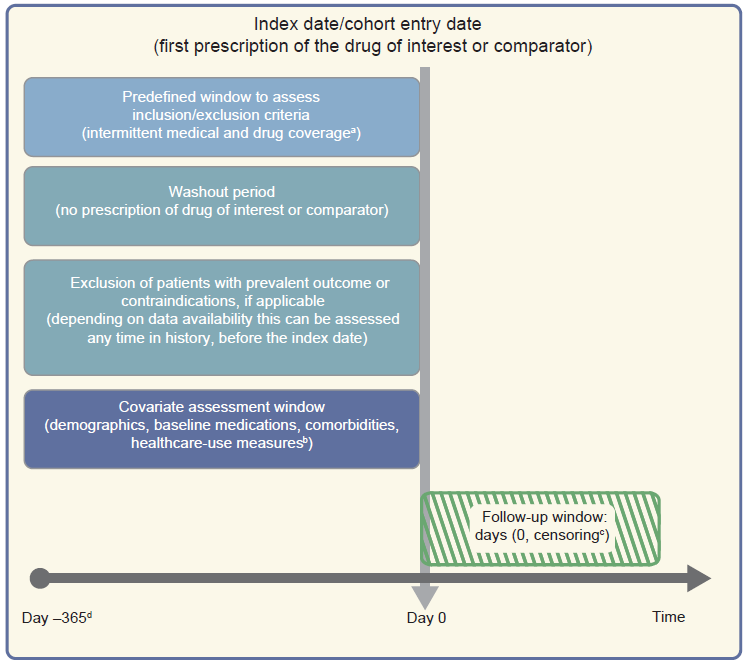 Index date/cohort entry date
(first prescription of the drug of interest or comparator)
Predefined window to assess
inclusion/exclusion criteria
(intermittent medical and drug coverageᵃ)
Washout period
(no prescription of drug of interest or comparator)
Exclusion of patients with prevalent outcome or
contraindications, if applicable
(depending on data availability this can be assessed
any time in history, before the index date)
Covariate assessment window
(demographics, baseline medications, comorbidities,
healthcare-use measuresᵇ)
Follow-up window:
days (0, censoringᶜ)
Day –365ᵈ
Day 0
Time